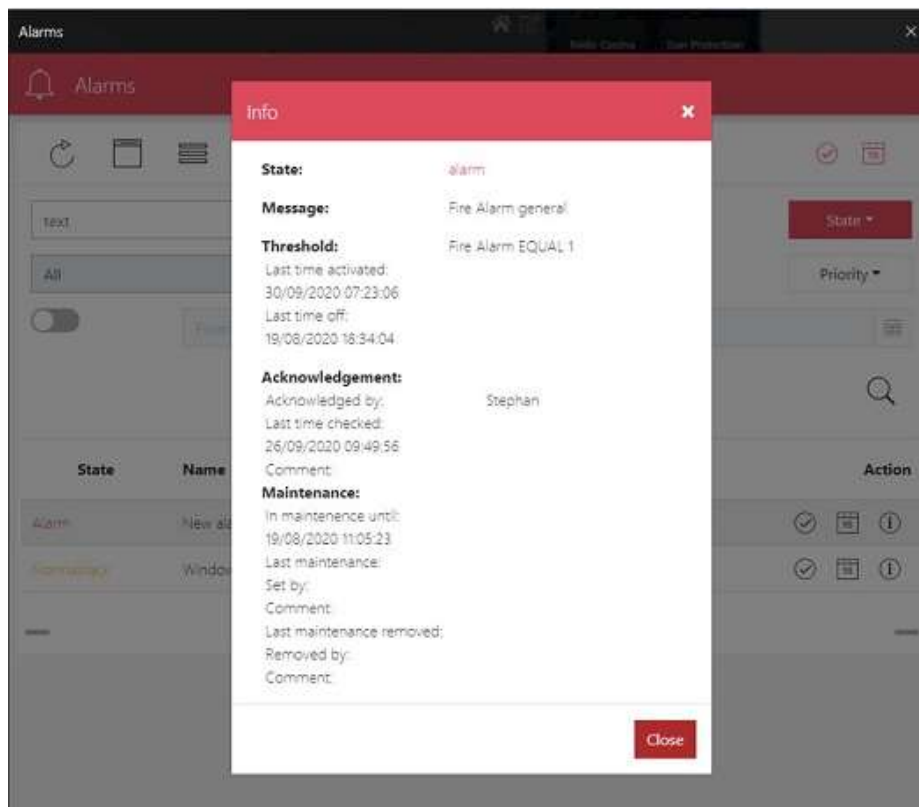 Alarms
Alarms
Info
State: alarm
Message: Fire Alarm general
Threshold: Fire Alarm EQUAL 1
Last time activated:
30/09/2020 07:23:06
Last time off:
19/08/2020 18:34:04
Acknowledgement:
Acknowledged by: Stephan
Last time checked:
26/09/2020 09:49:56
Comment:
Maintenance:
In maintenence until:
19/08/2020 11:05:23
Last maintenance:
Set by:
Comment:
Last maintenance removed:
Removed by:
Comment:
Close
text
State
All
Priority
State Name Action
Alarm New
Window